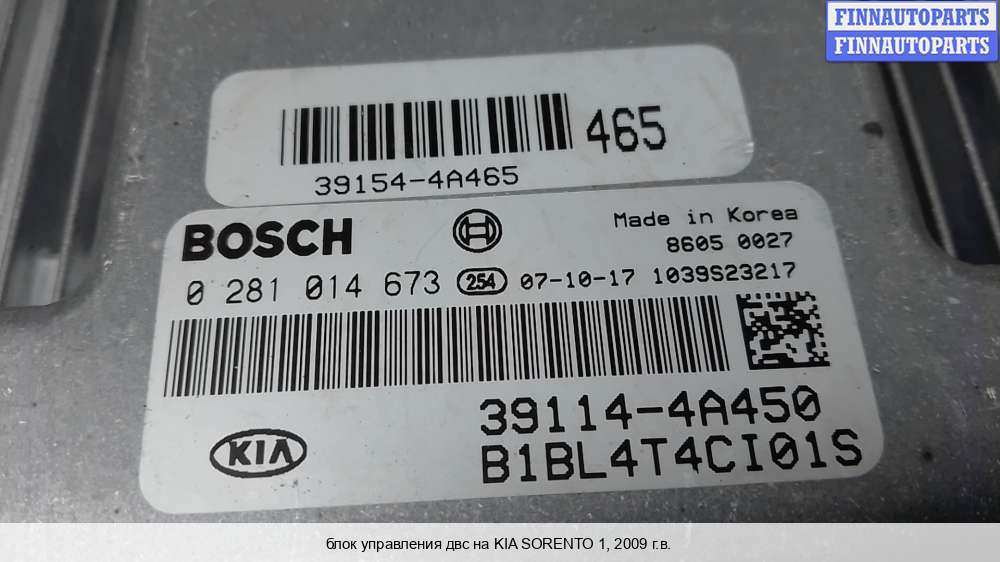 FINNAUTOPARTS
FINNAUTOPARTS
465
39154-4A465
BOSCH
Made in Korea
8605 0027
0 281 014 673 254 07-10-17 1039S23217
39114-4A450
KIA
B1BL4T4CI01S
блок управления двс на KIA SORENTO 1, 2009 г.в.